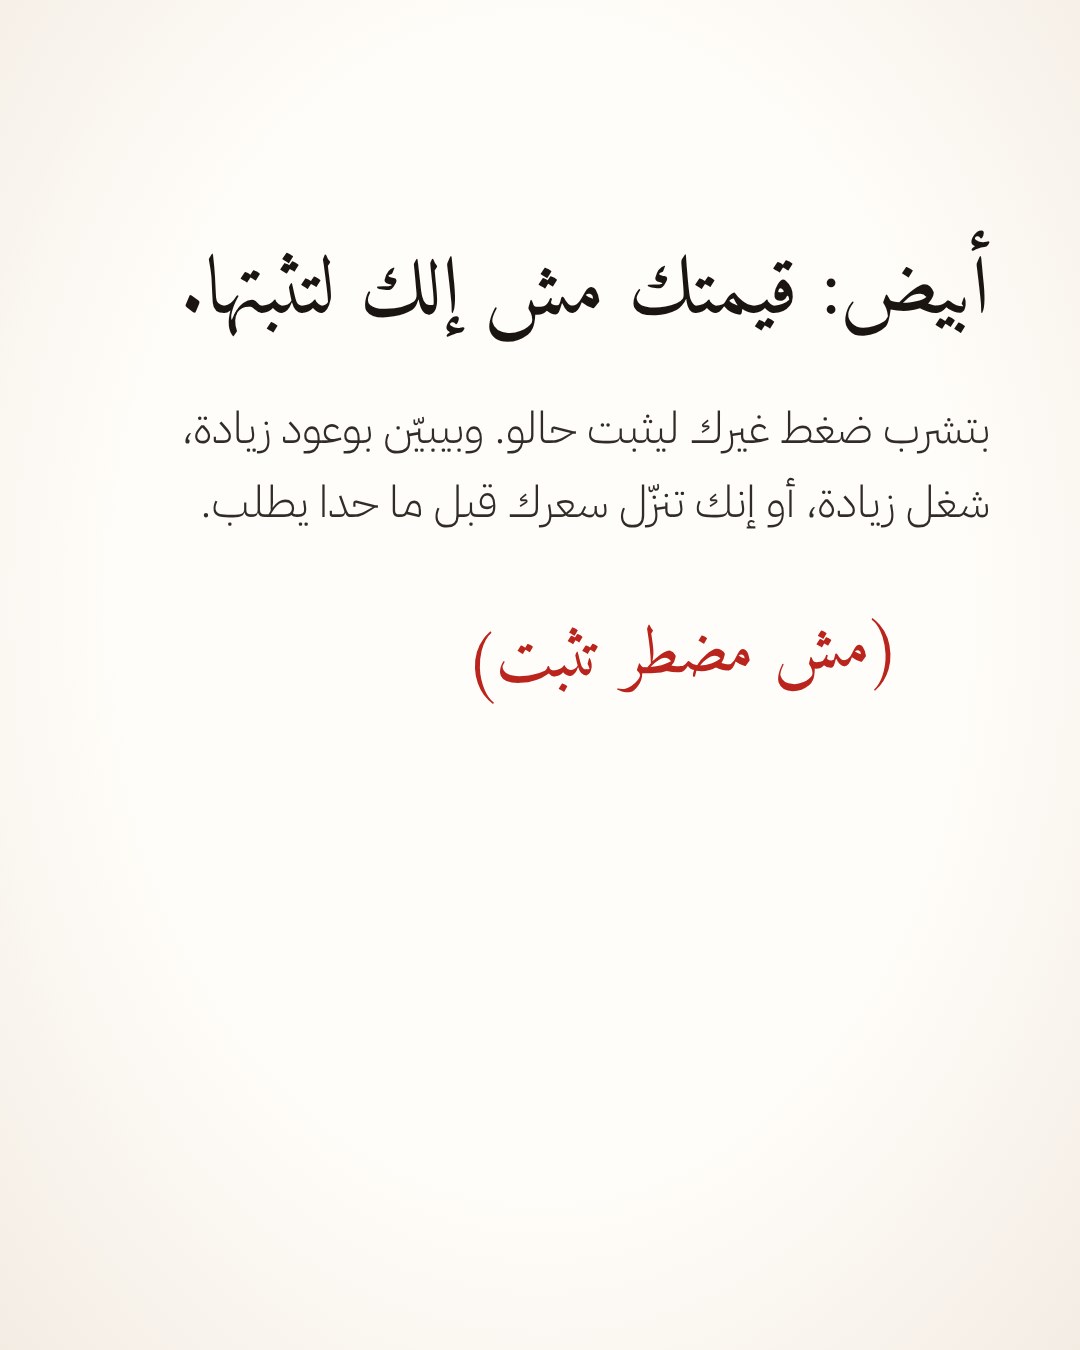 أبيض: قيمتك مش إلك لتثبتها.
بتشرب ضغط غيرك ليثبت حالو. وبيبيّن بوعود زيادة،
شغل زيادة، أو إنك تنزّل سعرك قبل ما حدا يطلب.
(مش مضطر تثبت)